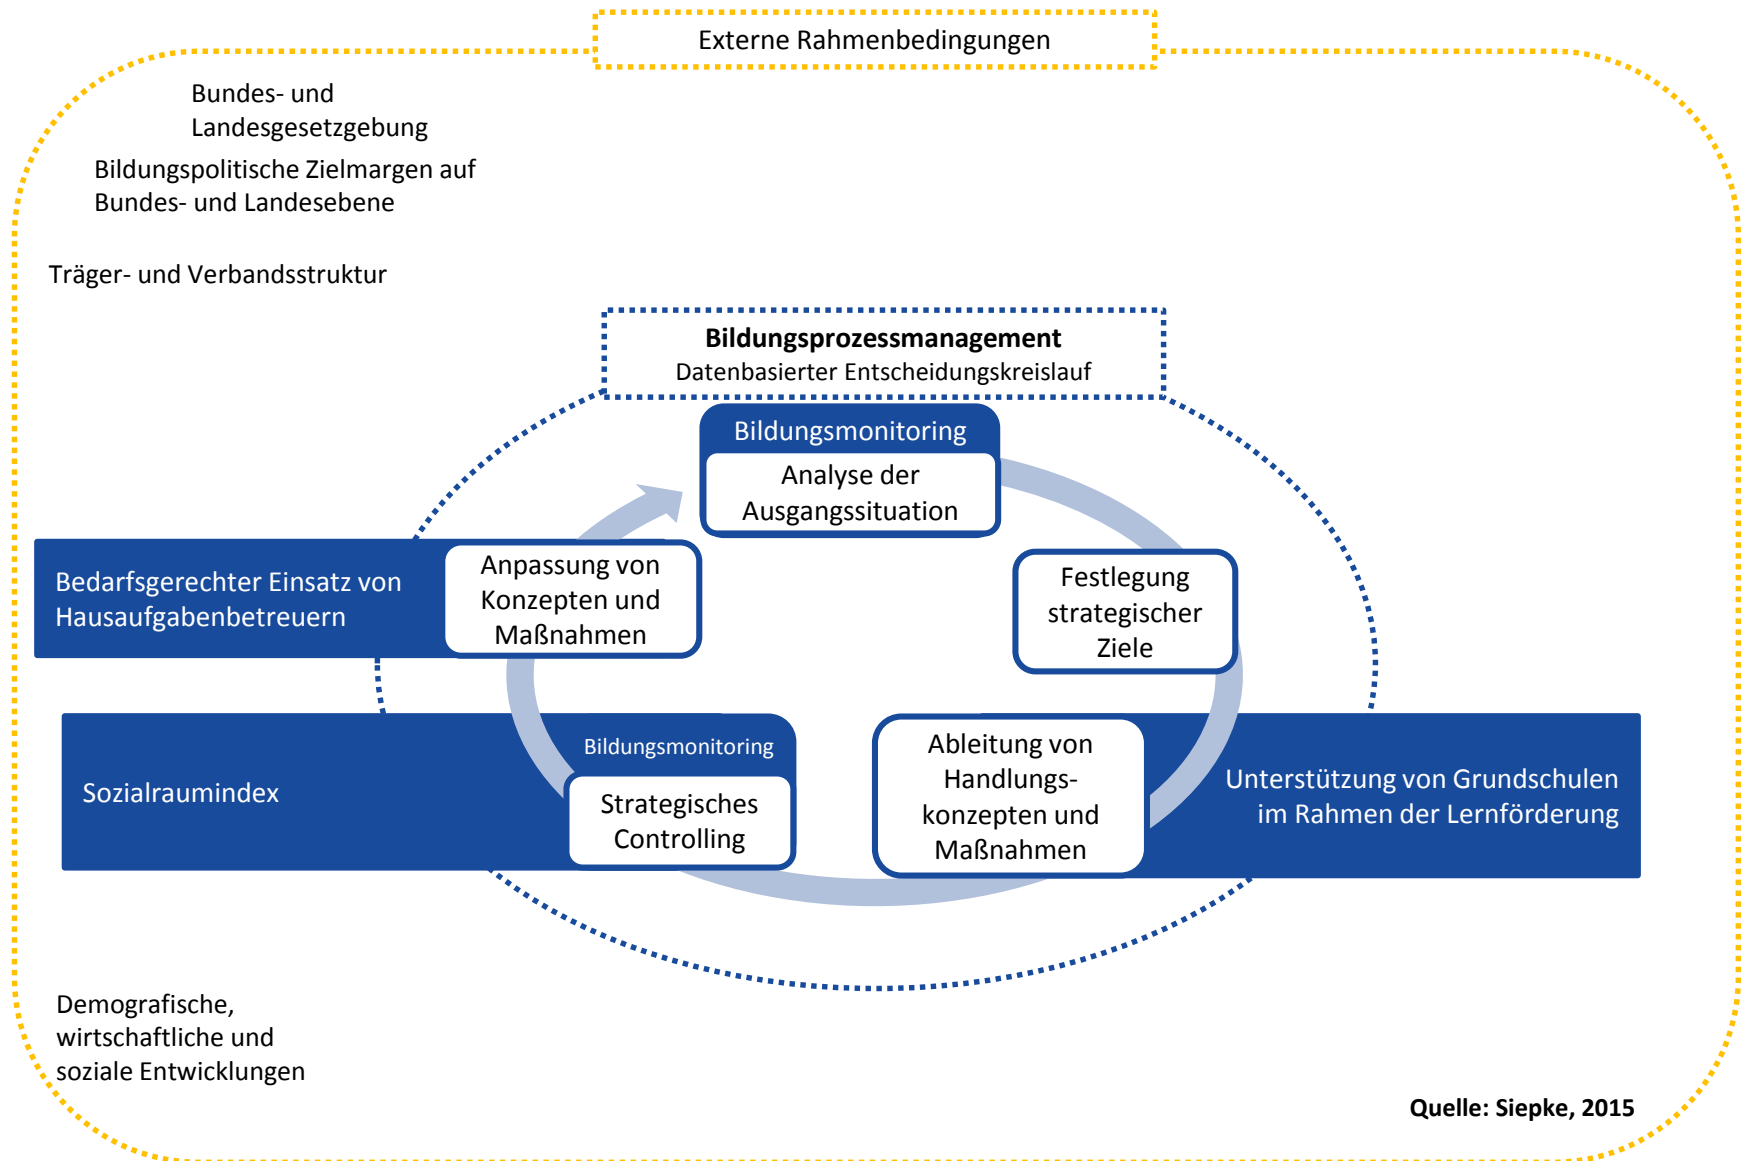 Externe Rahmenbedingungen
Bundes- und
Landesgesetzgebung
Bildungspolitische Zielmargen auf
Bundes- und Landesebene
Träger- und Verbandsstruktur
Bildungsprozessmanagement
Datenbasierter Entscheidungskreislauf
Bildungsmonitoring
Analyse der
Ausgangssituation
Festlegung
strategischer
Ziele
Ableitung von
Handlungs-
konzepten und
Maßnahmen
Unterstützung von Grundschulen
im Rahmen der Lernförderung
Bildungsmonitoring
Strategisches
Controlling
Sozialraumindex
Anpassung von
Konzepten und
Maßnahmen
Bedarfsgerechter Einsatz von
Hausaufgabenbetreuern
Demografische,
wirtschaftliche und
soziale Entwicklungen
Quelle: Siepke, 2015